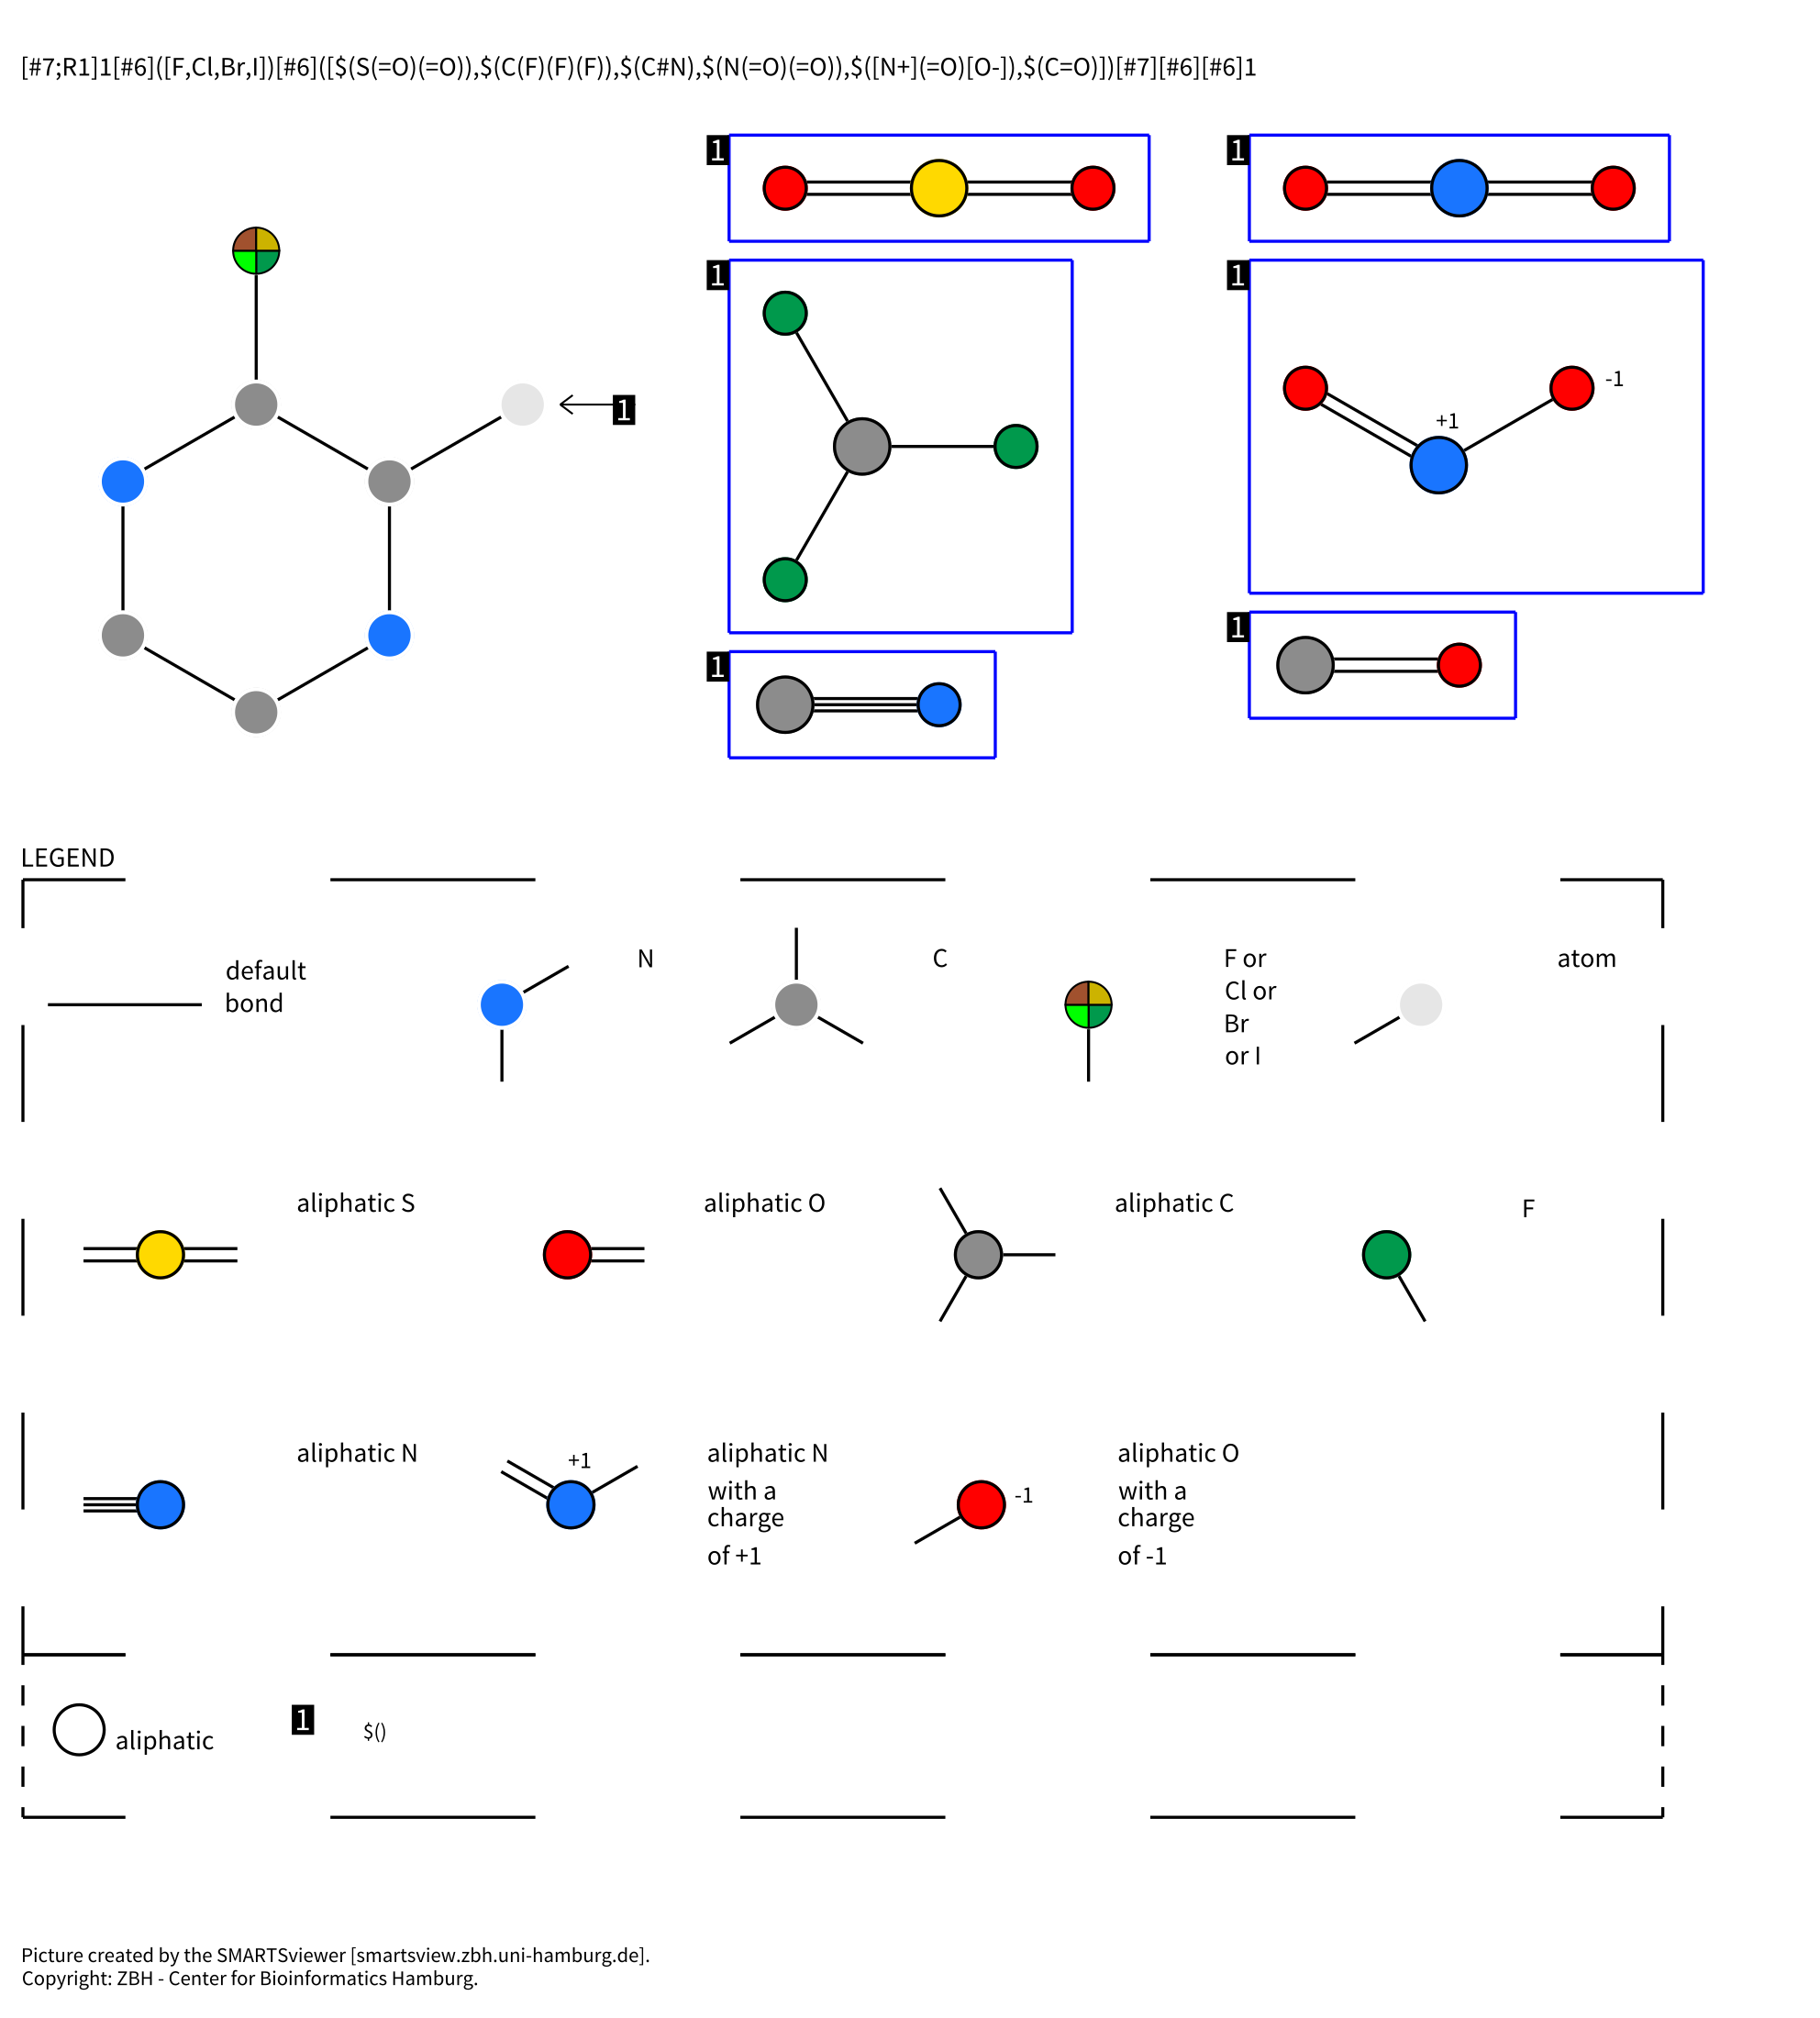 [#7;R1]1[#6]([F,Cl,Br,I])[#6]([$(S(=O)(=O)),$(C(F)(F)(F)),$(C#N),$(N(=O)(=O)),$([N+](=O)[O-]),$(C=O)])[#7][#6][#6]1
1
1
1
1
1
-1
+1
1
1
LEGEND
default
bond
N
C
F or
Cl or
Br
or I
atom
aliphatic S
aliphatic O
aliphatic C
F
aliphatic N
+1
aliphatic N
with a
charge
of +1
-1
aliphatic O
with a
charge
of -1
aliphatic
1
$()
Picture created by the SMARTSviewer [smartsview.zbh.uni-hamburg.de].
Copyright: ZBH - Center for Bioinformatics Hamburg.